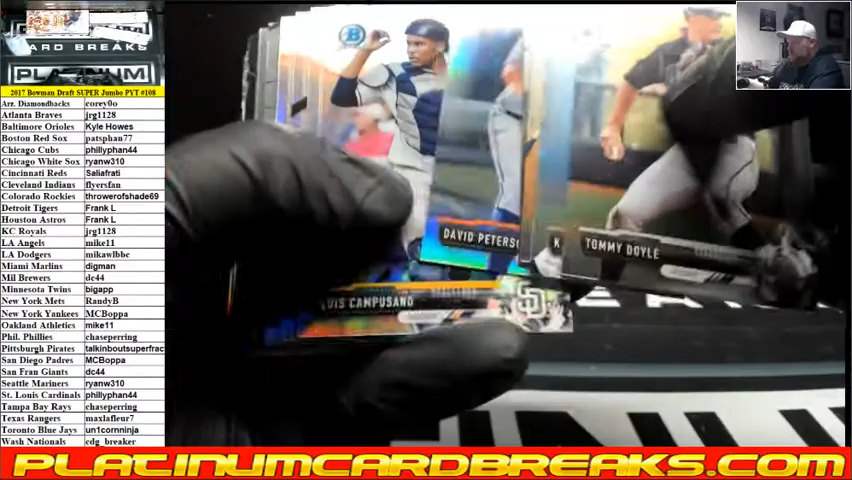 CARD BREAKS
PLATINUM
2017 Bowman Draft SUPER Jumbo PYT #108
Arz. Diamondbacks corey0o
Atlanta Braves jrg1128
Baltimore Orioles Kyle Howes
Boston Red Sox patsphan77
Chicago Cubs phillyphan44
Chicago White Sox ryanw310
Cincinnati Reds Saliafrati
Cleveland Indians flyersfan
Colorado Rockies throwerofshade69
Detroit Tigers Frank L
Houston Astros Frank L
KC Royals jrg1128
LA Angels mike11
LA Dodgers mikawlbbc
Miami Marlins digman
Mil Brewers dc44
Minnesota Twins bigapp
New York Mets RandyB
New York Yankees MCBoppa
Oakland Athletics mike11
Phil. Phillies chaseperring
Pittsburgh Pirates talkinboutsuperfrac
San Diego Padres MCBoppa
San Fran Giants dc44
Seattle Mariners ryanw310
St. Louis Cardinals phillyphan44
Tampa Bay Rays chaseperring
Texas Rangers maxlafleur7
Toronto Blue Jays un1cornninja
Wash Nationals cdg_breaker
B
DAVID PETERS
K
TOMMY DOYLE
UIS CAMPUSANO
SD
PLATINUMCARDBREAKS.COM